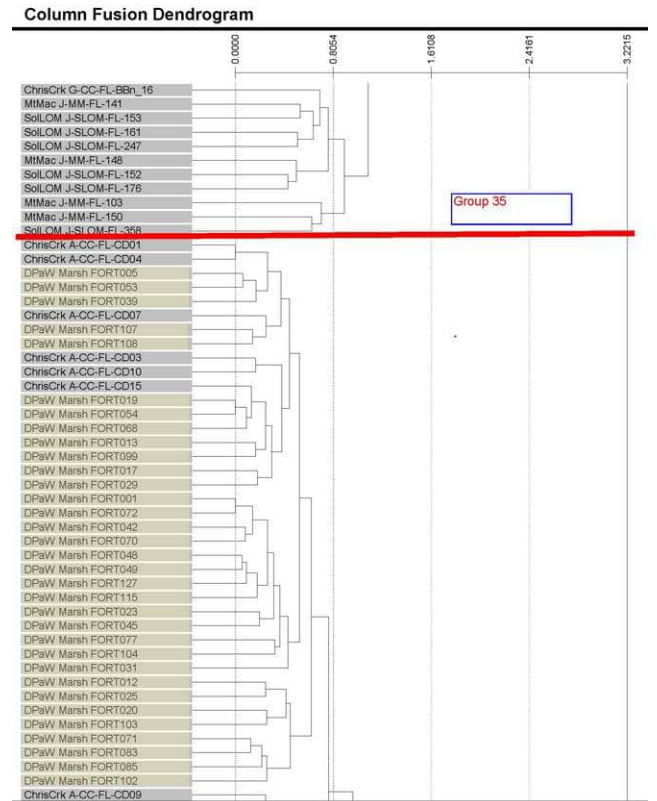 Column Fusion Dendrogram
0.0000
0.8054
1.6108
2.4161
3.2215
ChrisCrk G-CC-FL-BBn_16
MtMac J-MM-FL-141
SolLOM J-SLOM-FL-153
SolLOM J-SLOM-FL-161
SolLOM J-SLOM-FL-247
MtMac J-MM-FL-148
SolLOM J-SLOM-FL-152
SolLOM J-SLOM-FL-176
MtMac J-MM-FL-103
Group 35
MtMac J-MM-FL-150
SolLOM J-SLOM-FL-358
ChrisCrk A-CC-FL-CD01
ChrisCrk A-CC-FL-CD04
DPaW Marsh FORT005
DPaW Marsh FORT053
DPaW Marsh FORT039
ChrisCrk A-CC-FL-CD07
DPaW Marsh FORT107
DPaW Marsh FORT108
ChrisCrk A-CC-FL-CD03
ChrisCrk A-CC-FL-CD10
ChrisCrk A-CC-FL-CD15
DPaW Marsh FORT019
DPaW Marsh FORT054
DPaW Marsh FORT068
DPaW Marsh FORT013
DPaW Marsh FORT099
DPaW Marsh FORT017
DPaW Marsh FORT029
DPaW Marsh FORT001
DPaW Marsh FORT072
DPaW Marsh FORT042
DPaW Marsh FORT070
DPaW Marsh FORT048
DPaW Marsh FORT049
DPaW Marsh FORT127
DPaW Marsh FORT115
DPaW Marsh FORT023
DPaW Marsh FORT045
DPaW Marsh FORT077
DPaW Marsh FORT104
DPaW Marsh FORT031
DPaW Marsh FORT012
DPaW Marsh FORT025
DPaW Marsh FORT020
DPaW Marsh FORT103
DPaW Marsh FORT071
DPaW Marsh FORT083
DPaW Marsh FORT085
DPaW Marsh FORT102
ChrisCrk A-CC-FL-CD09